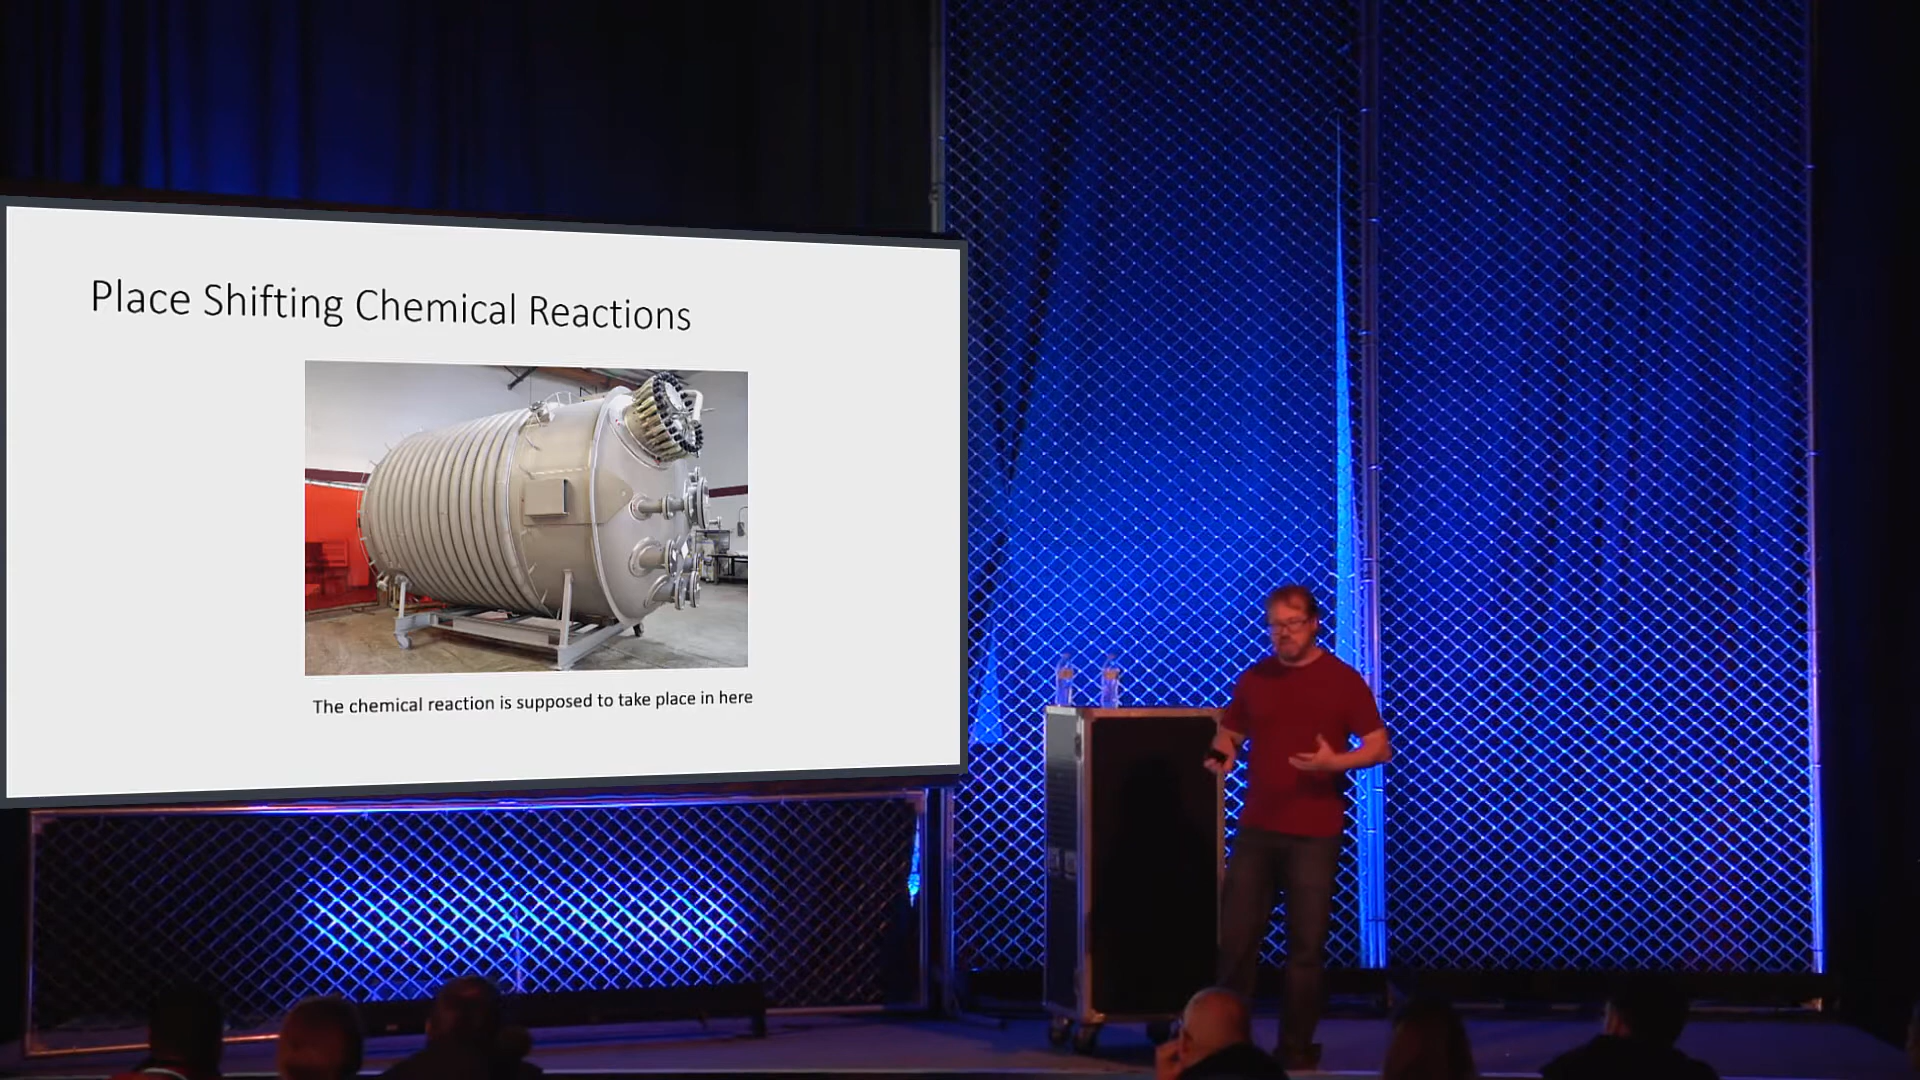 Place Shifting Chemical Reactions
The chemical reaction is supposed to take place in here